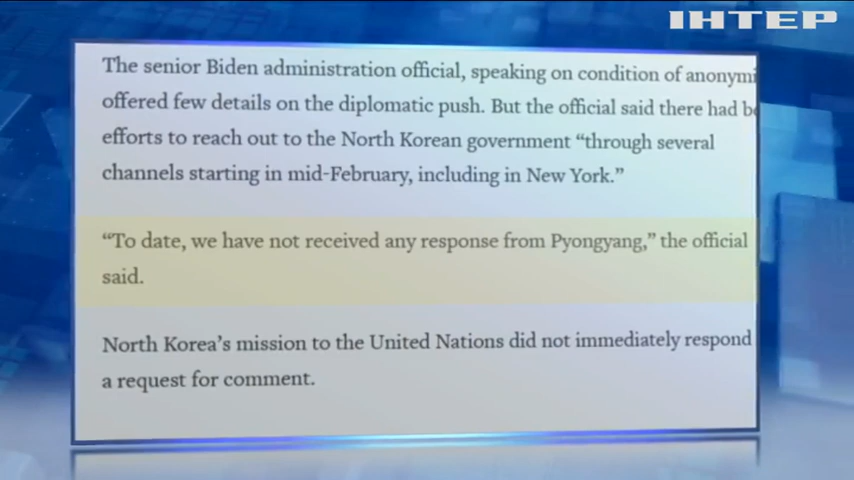 ІНТЕР
The senior Biden administration official, speaking on condition of anonymi
offered few details on the diplomatic push. But the official said there had be
efforts to reach out to the North Korean government “through several
channels starting in mid-February, including in New York.”
“To date, we have not received any response from Pyongyang,” the official
said.
North Korea’s mission to the United Nations did not immediately respond
a request for comment.